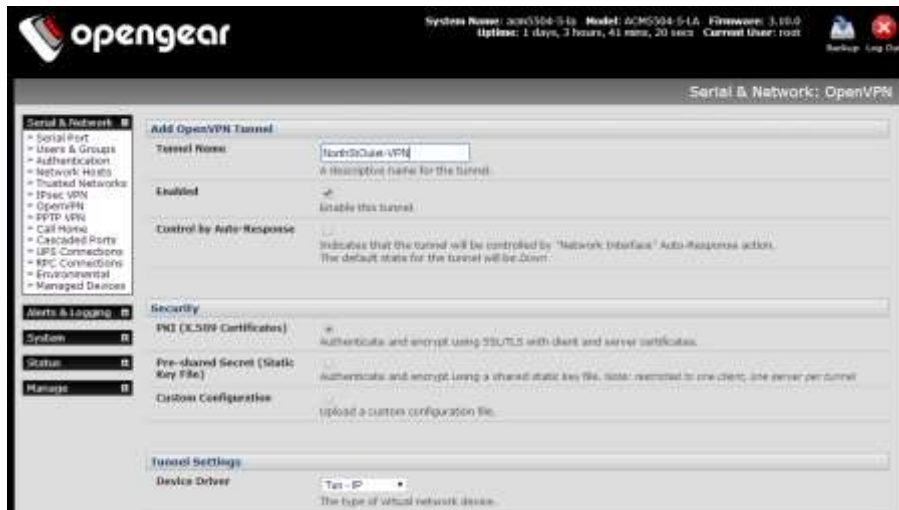 opengear
System Name: acm5504-5-la Model: ACM5504-5-LA Firmware: 3.10.0
Uptime: 1 days, 3 hours, 41 mins, 20 secs Current User: root
Backup Log Ou
Serial & Network: OpenVPN
Serial & Network
Serial Port
Users & Groups
Authentication
Network Hosts
Trusted Networks
IPsec VPN
OpenVPN
PPTP VPN
Call Home
Cascaded Ports
UPS Connections
RPC Connections
Environmental
Managed Devices
Alerts & Logging
System
Status
Manage
Add OpenVPN Tunnel
Tunnel Name
A descriptive name for the tunnel.
Enabled
Enable this tunnel.
Control by Auto-Response
Indicates that the tunnel will be controlled by "Network Interface" Auto-Response action.
The default state for the tunnel will be Down
Security
PKI (X.509 Certificates)
Authenticate and encrypt using SSL/TLS with client and server certificates.
Pre-shared Secret (Static
Key File)
Authenticate and encrypt using a shared static key file. Note: restricted to one client, one server per tunnel
Custom Configuration
Upload a custom configuration file.
Tunnel Settings
Device Driver
Tun - IP
The type of virtual network device.